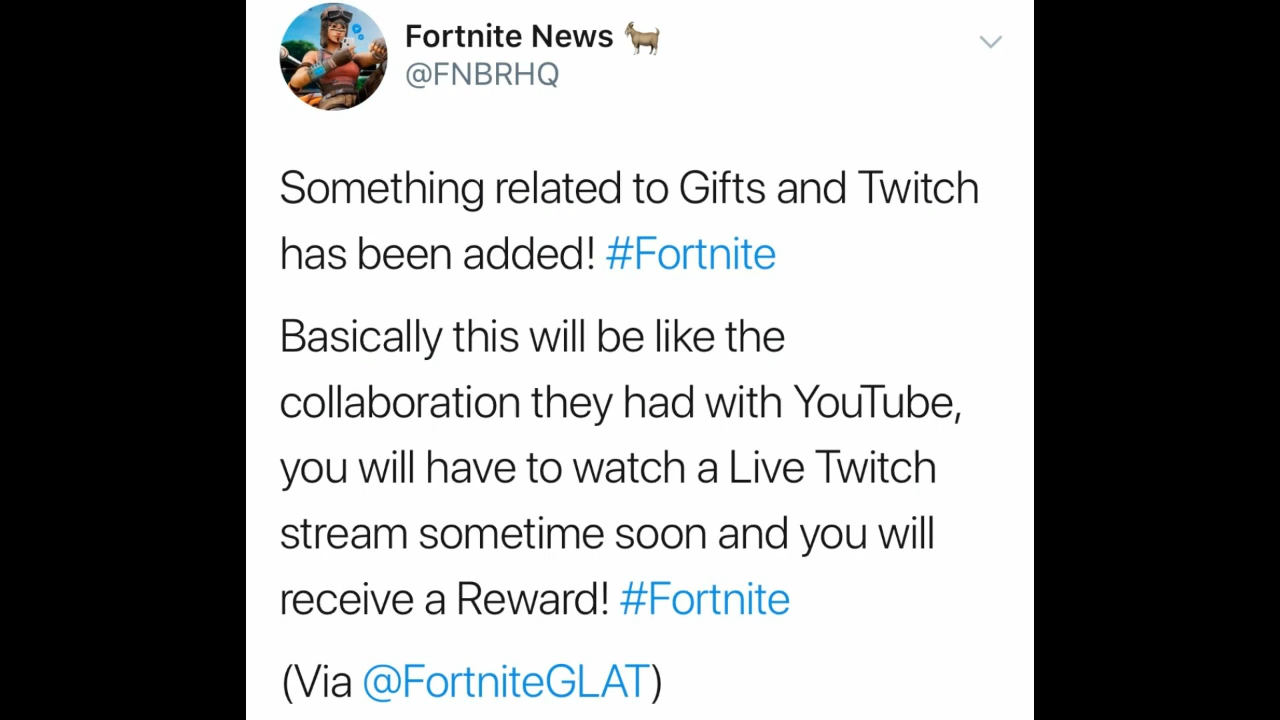 Fortnite News 🐐
@FNBRHQ
Something related to Gifts and Twitch
has been added! #Fortnite
Basically this will be like the
collaboration they had with YouTube,
you will have to watch a Live Twitch
stream sometime soon and you will
receive a Reward! #Fortnite
(Via @FortniteGLAT)